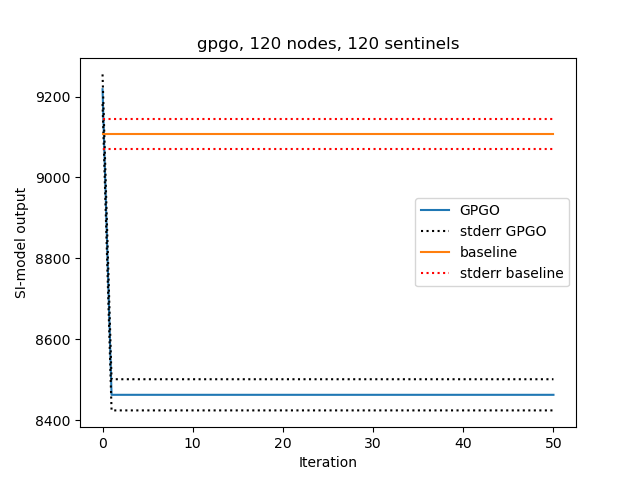 gpgo, 120 nodes, 120 sentinels
9200
9000
8800
8600
8400
SI-model output
GPGO
stderr GPGO
baseline
stderr baseline
0
10
20
30
40
50
Iteration